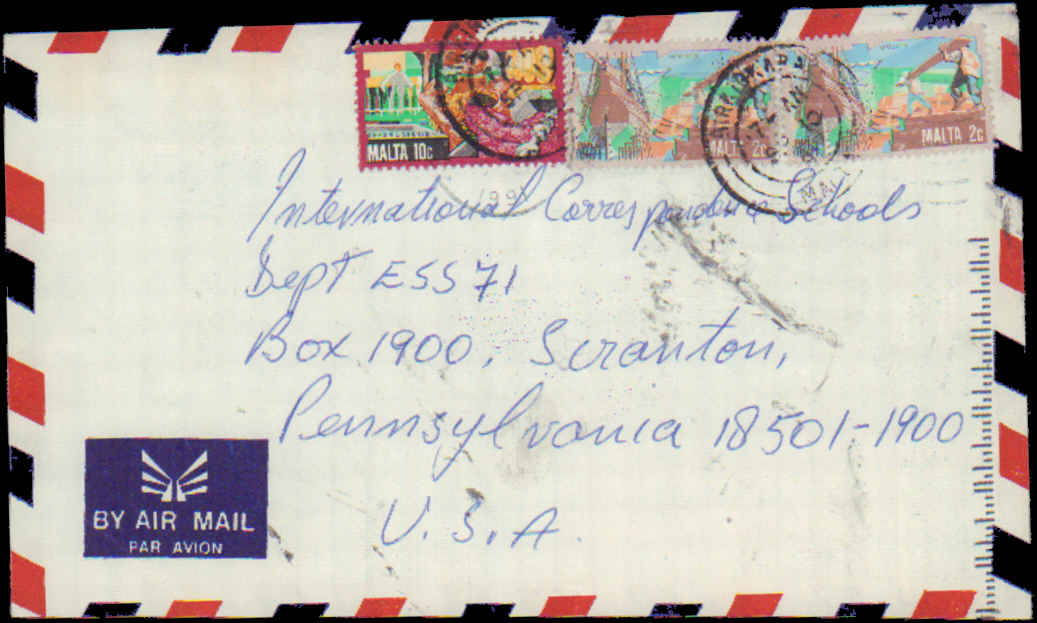 MALTA 10c
MALTA 2c
MALTA 2c
International Correspondence Schools
Dept ESS 71
Box 1900, Scranton,
Pennsylvania 18501-1900
U.S.A.
BY AIR MAIL
PAR AVION